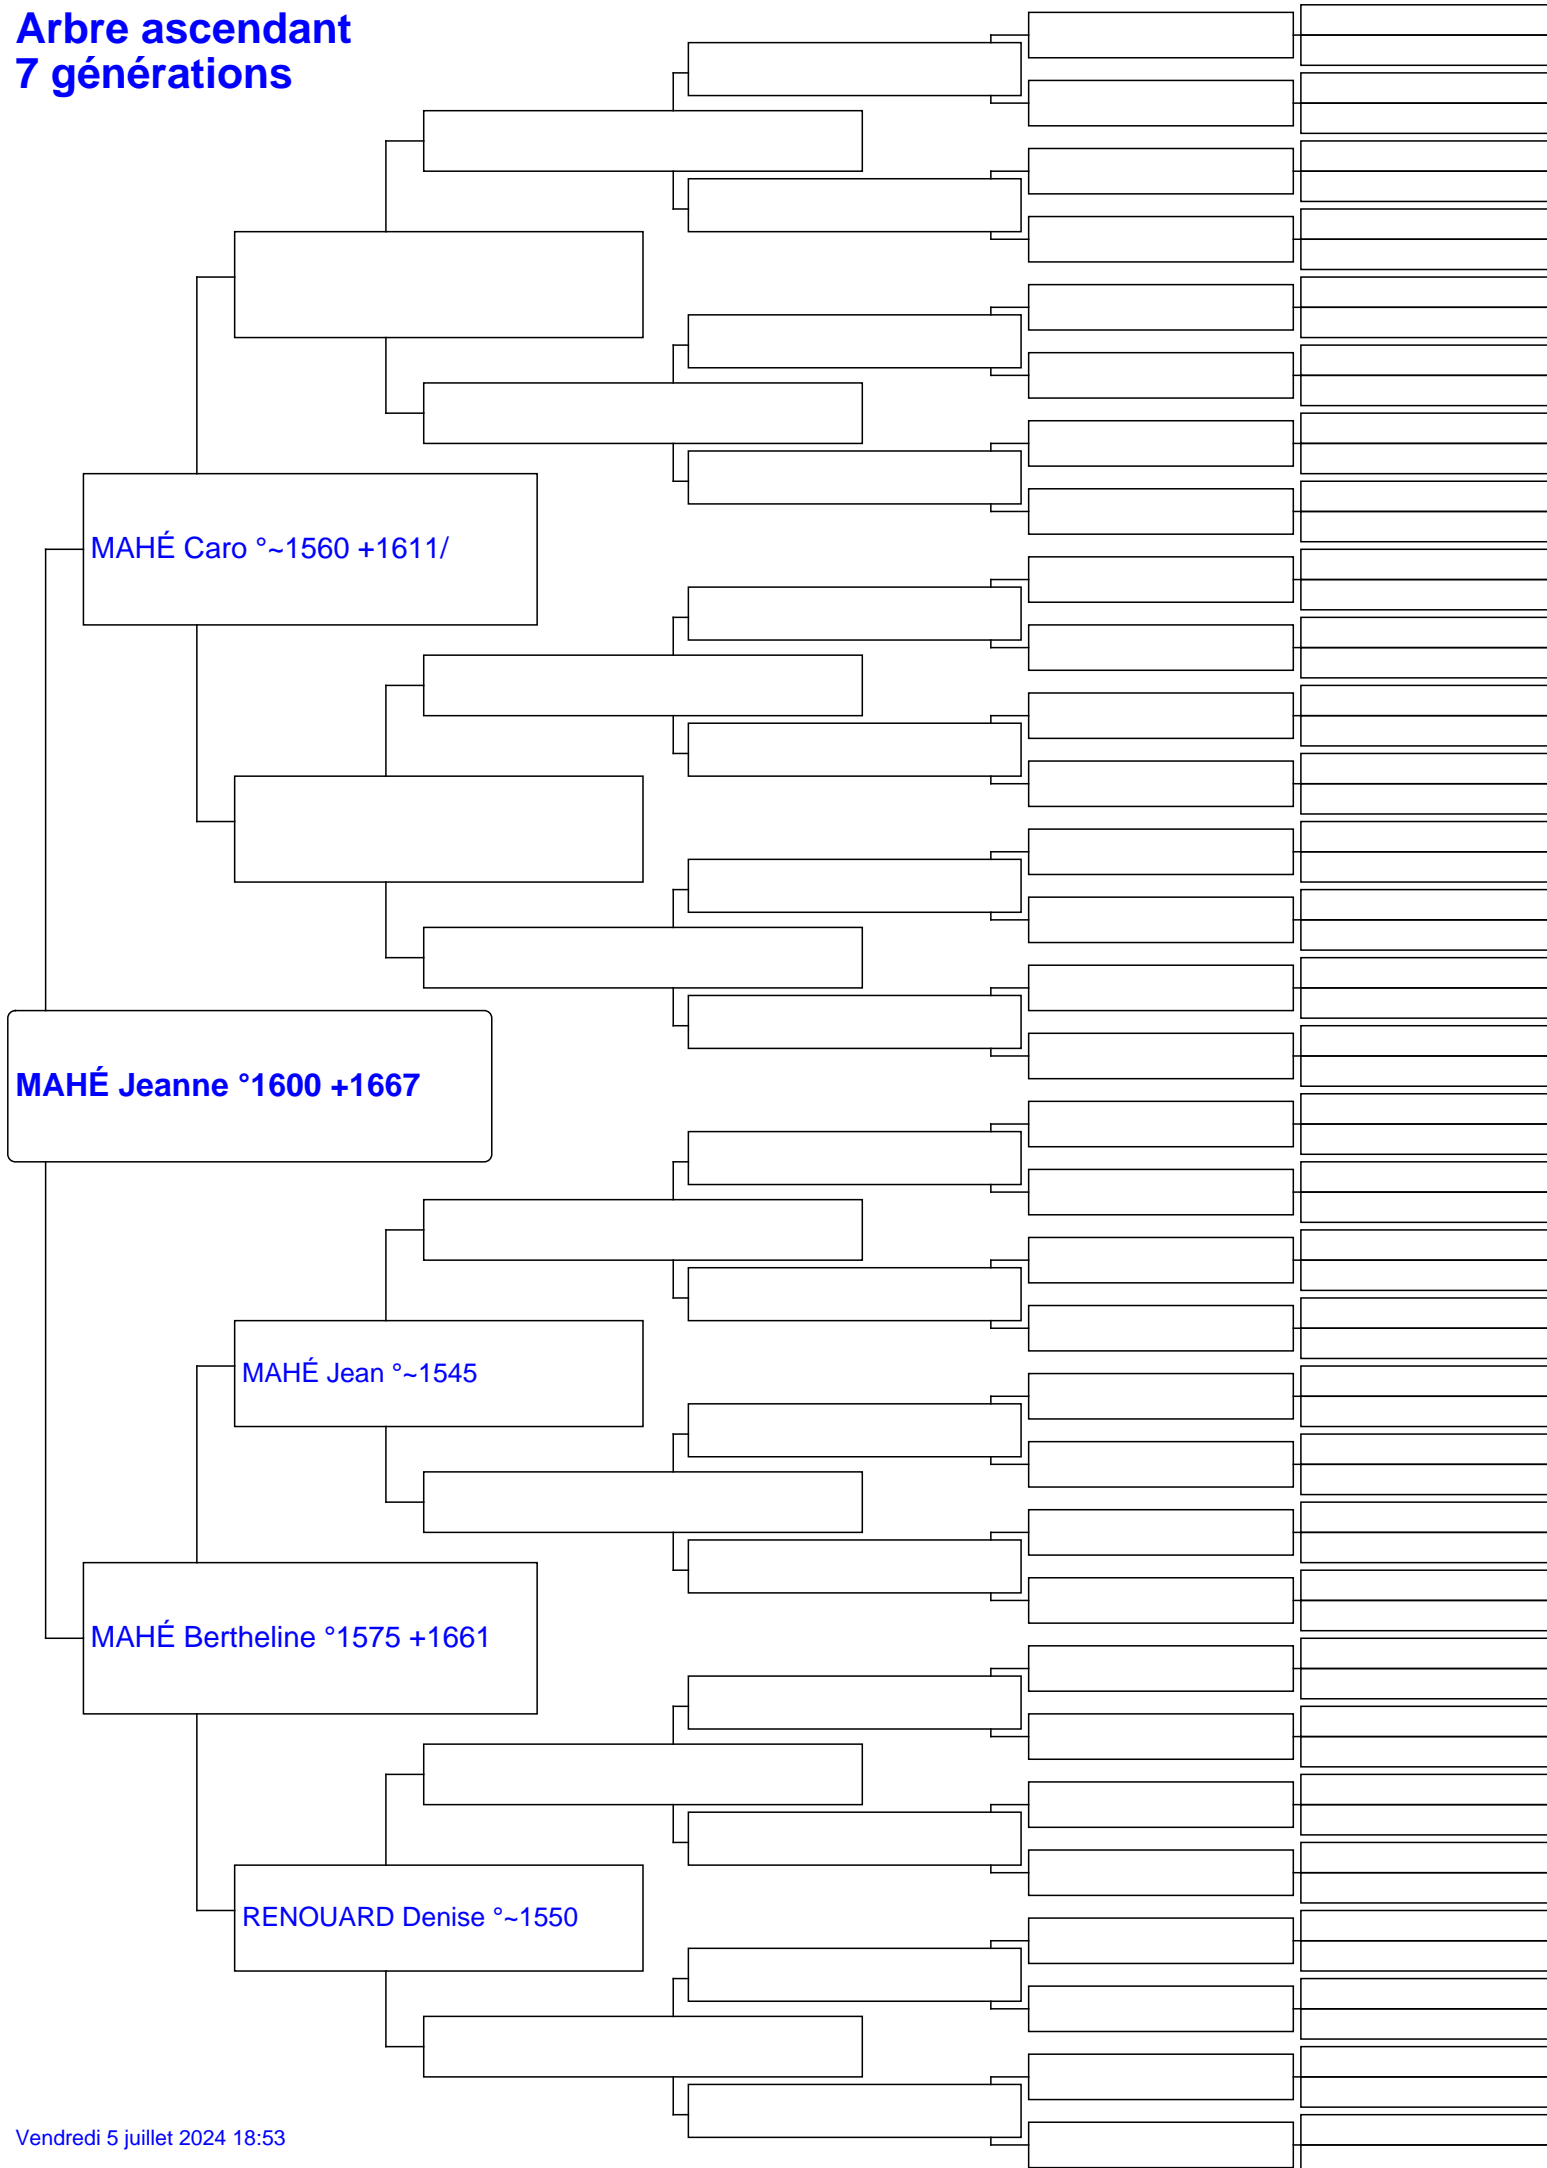 Arbre ascendant
7 générations
MAHÉ Caro °~1560 +1611/
MAHÉ Jeanne °1600 +1667
MAHÉ Jean °~1545
MAHÉ Bertheline °1575 +1661
RENOUARD Denise °~1550
Vendredi 5 juillet 2024 18:53